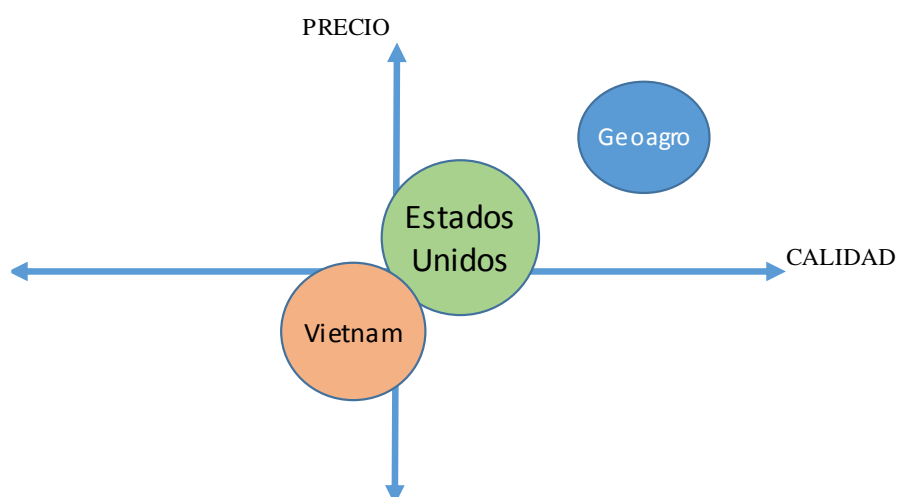 PRECIO
Geoagro
Estados
Unidos
CALIDAD
Vietnam